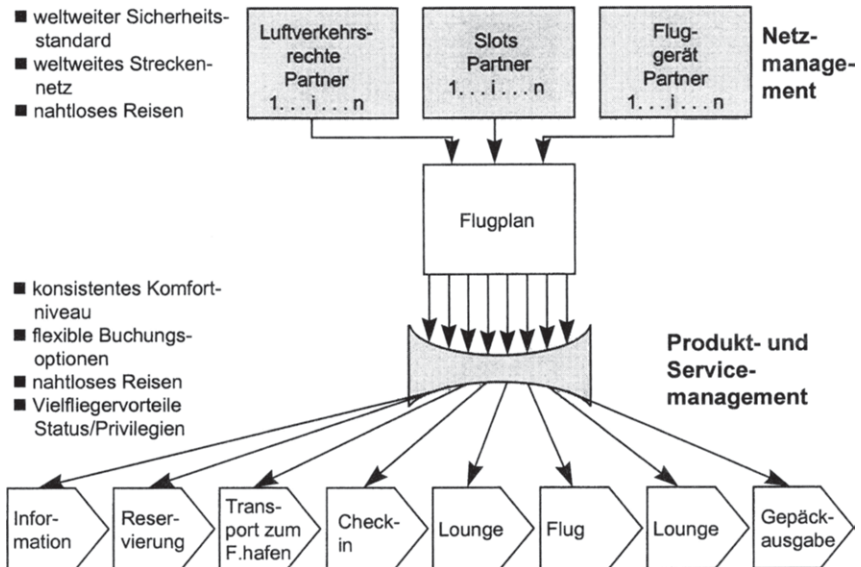 ■ weltweiter Sicherheits-
standard
■ weltweites Strecken-
netz
■ nahtloses Reisen
Luftverkehrs-
rechte
Partner
1...i...n
Slots
Partner
1...i...n
Flug-
gerät
Partner
1...i...n
Netz-
manage-
ment
Flugplan
■ konsistentes Komfort-
niveau
■ flexible Buchungs-
optionen
■ nahtloses Reisen
■ Vielfliegervorteile
Status/Privilegien
Produkt- und
Service-
management
Infor-
mation
Reser-
vierung
Trans-
port zum
F.hafen
Check-
in
Lounge
Flug
Lounge
Gepäck-
ausgabe